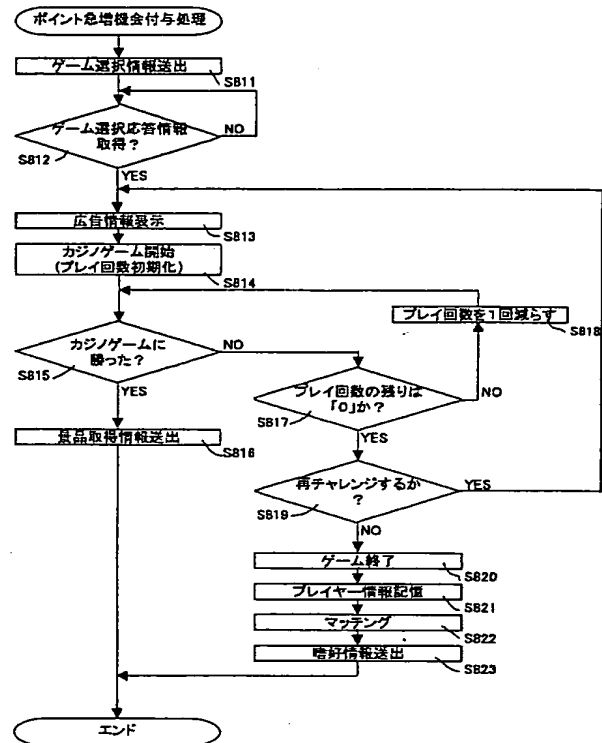 ポイント急増機会付与処理
ゲーム選択情報送出
S811
ゲーム選択応答情報
取得？
NO
S812
YES
広告情報表示
S813
カジノゲーム開始
(プレイ回数初期化)
S814
プレイ回数を1回減らす
S818
カジノゲームに
勝った？
NO
S815
YES
プレイ回数の残りは
「0」か？
NO
S817
YES
景品取得情報送出
S816
再チャレンジするか
？
YES
S819
NO
ゲーム終了
S820
プレイヤー情報記憶
S821
マッチング
S822
嗜好情報送出
S823
エンド